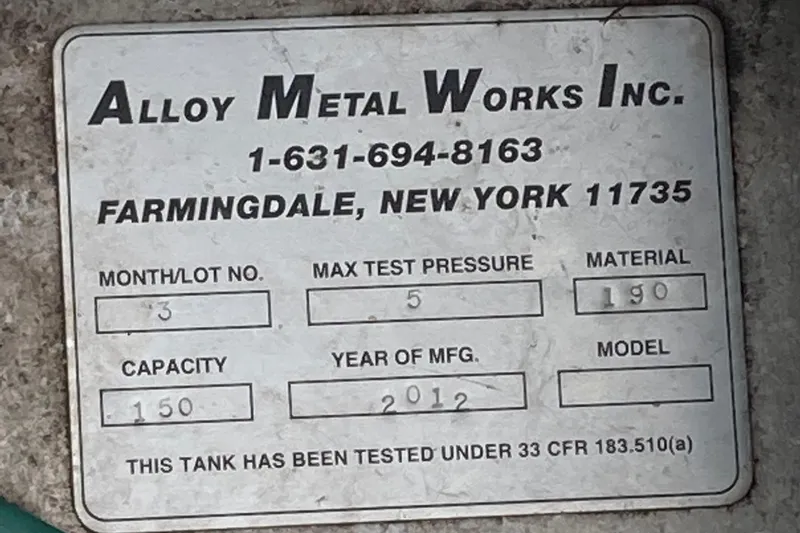 ALLOY METAL WORKS INC.
1-631-694-8163
FARMINGDALE, NEW YORK 11735
MONTH/LOT NO. MAX TEST PRESSURE MATERIAL
3 5 190
CAPACITY YEAR OF MFG. MODEL
150 2012
THIS TANK HAS BEEN TESTED UNDER 33 CFR 183.510(a)